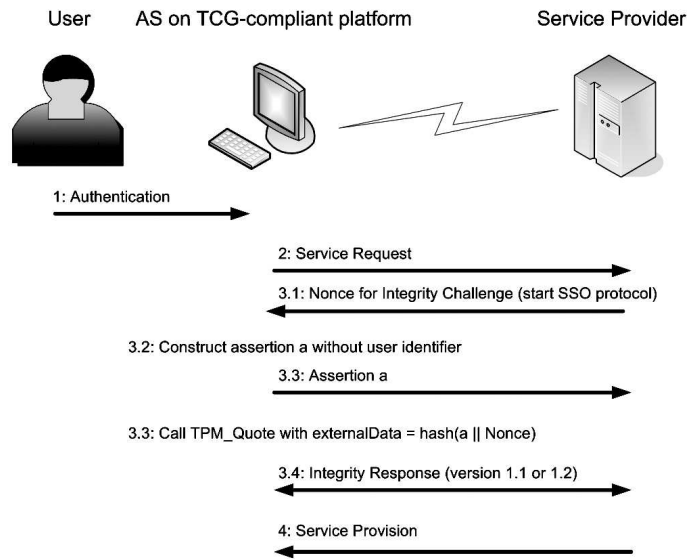 User
AS on TCG-compliant platform
Service Provider
1: Authentication
2: Service Request
3.1: Nonce for Integrity Challenge (start SSO protocol)
3.2: Construct assertion a without user identifier
3.3: Assertion a
3.3: Call TPM_Quote with externalData = hash(a || Nonce)
3.4: Integrity Response (version 1.1 or 1.2)
4: Service Provision